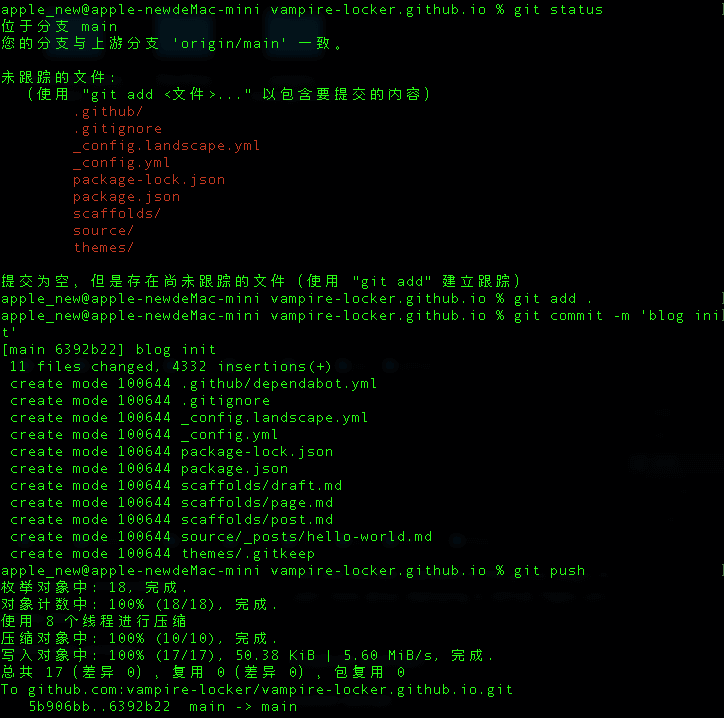 apple_new@apple-newdeMac-mini vampire-locker.github.io % git status
位于分支 main
您的分支与上游分支 'origin/main' 一致。
未跟踪的文件:
(使用 "git add <文件>..." 以包含要提交的内容)
.github/
.gitignore
_config.landscape.yml
_config.yml
package-lock.json
package.json
scaffolds/
source/
themes/
提交为空，但是存在尚未跟踪的文件（使用 "git add" 建立跟踪）
apple_new@apple-newdeMac-mini vampire-locker.github.io % git add .
apple_new@apple-newdeMac-mini vampire-locker.github.io % git commit -m 'blog ini
t'
[main 6392b22] blog init
11 files changed, 4332 insertions(+)
create mode 100644 .github/dependabot.yml
create mode 100644 .gitignore
create mode 100644 _config.landscape.yml
create mode 100644 _config.yml
create mode 100644 package-lock.json
create mode 100644 package.json
create mode 100644 scaffolds/draft.md
create mode 100644 scaffolds/page.md
create mode 100644 scaffolds/post.md
create mode 100644 source/_posts/hello-world.md
create mode 100644 themes/.gitkeep
apple_new@apple-newdeMac-mini vampire-locker.github.io % git push
枚举对象中: 18, 完成.
对象计数中: 100% (18/18), 完成.
使用 8 个线程进行压缩
压缩对象中: 100% (10/10), 完成.
写入对象中: 100% (17/17), 50.38 KiB | 5.60 MiB/s, 完成.
总共 17（差异 0），复用 0（差异 0），包复用 0
To github.com:vampire-locker/vampire-locker.github.io.git
5b906bb..6392b22  main -> main